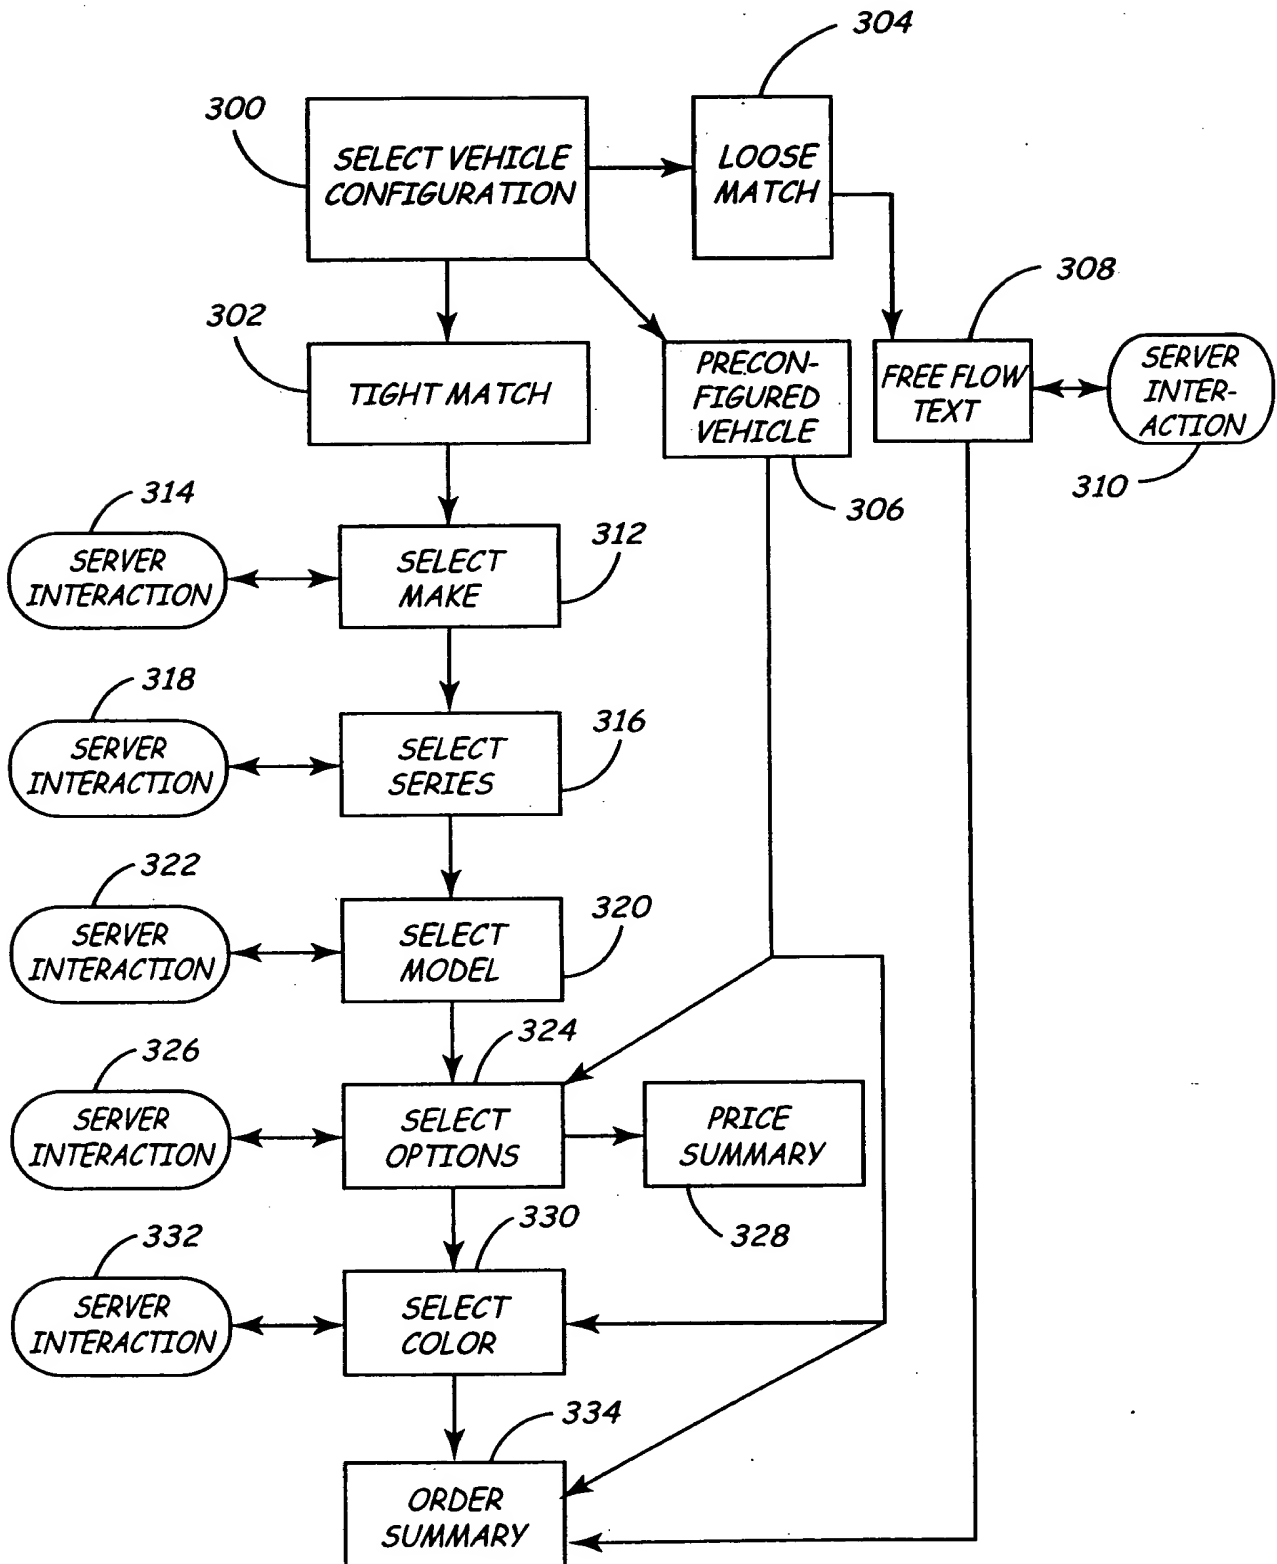 304
300
SELECT VEHICLE
CONFIGURATION
LOOSE
MATCH
308
302
TIGHT MATCH
PRECON-
FIGURED
VEHICLE
FREE FLOW
TEXT
SERVER
INTER-
ACTION
310
306
314
SERVER
INTERACTION
312
SELECT
MAKE
318
SERVER
INTERACTION
316
SELECT
SERIES
322
SERVER
INTERACTION
320
SELECT
MODEL
324
326
SERVER
INTERACTION
SELECT
OPTIONS
PRICE
SUMMARY
328
330
332
SERVER
INTERACTION
SELECT
COLOR
334
ORDER
SUMMARY